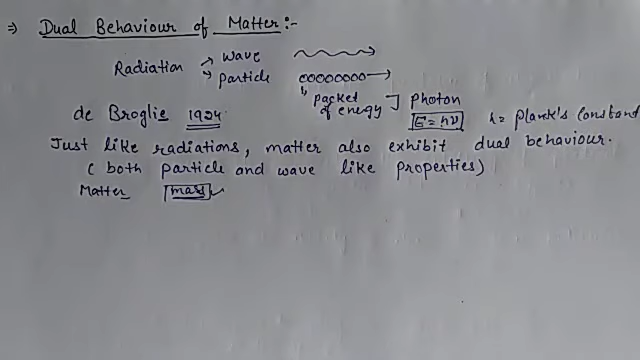 ⇒ Dual Behaviour of Matter:-
Radiation → wave
→ particle
packet of energy ] photon
E = hν h = Plank's Constant
de Broglie 1924
Just like radiations, matter also exhibit dual behaviour.
( both particle and wave like properties)
Matter mass